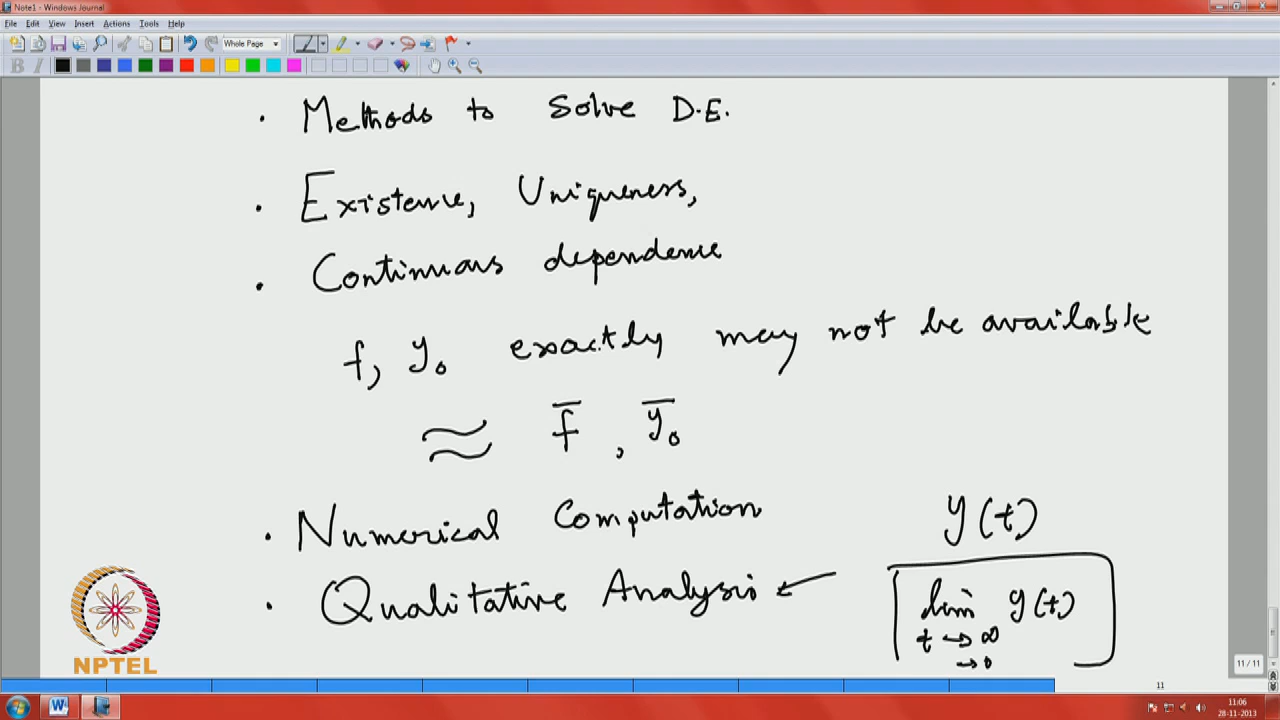 Note1 - Windows Journal
File Edit View Insert Actions Tools Help
Whole Page
B I
• Methods to Solve D.E.
• Existence, Uniqueness,
• Continuous dependence
f, y₀ exactly may not be available
≈ f̅, y̅₀
• Numerical Computation y(t)
• Qualitative Analysis ←
lim y(t)
t → ∞
→ 0
NPTEL
11 / 11
11
W
11:06
28-11-2013